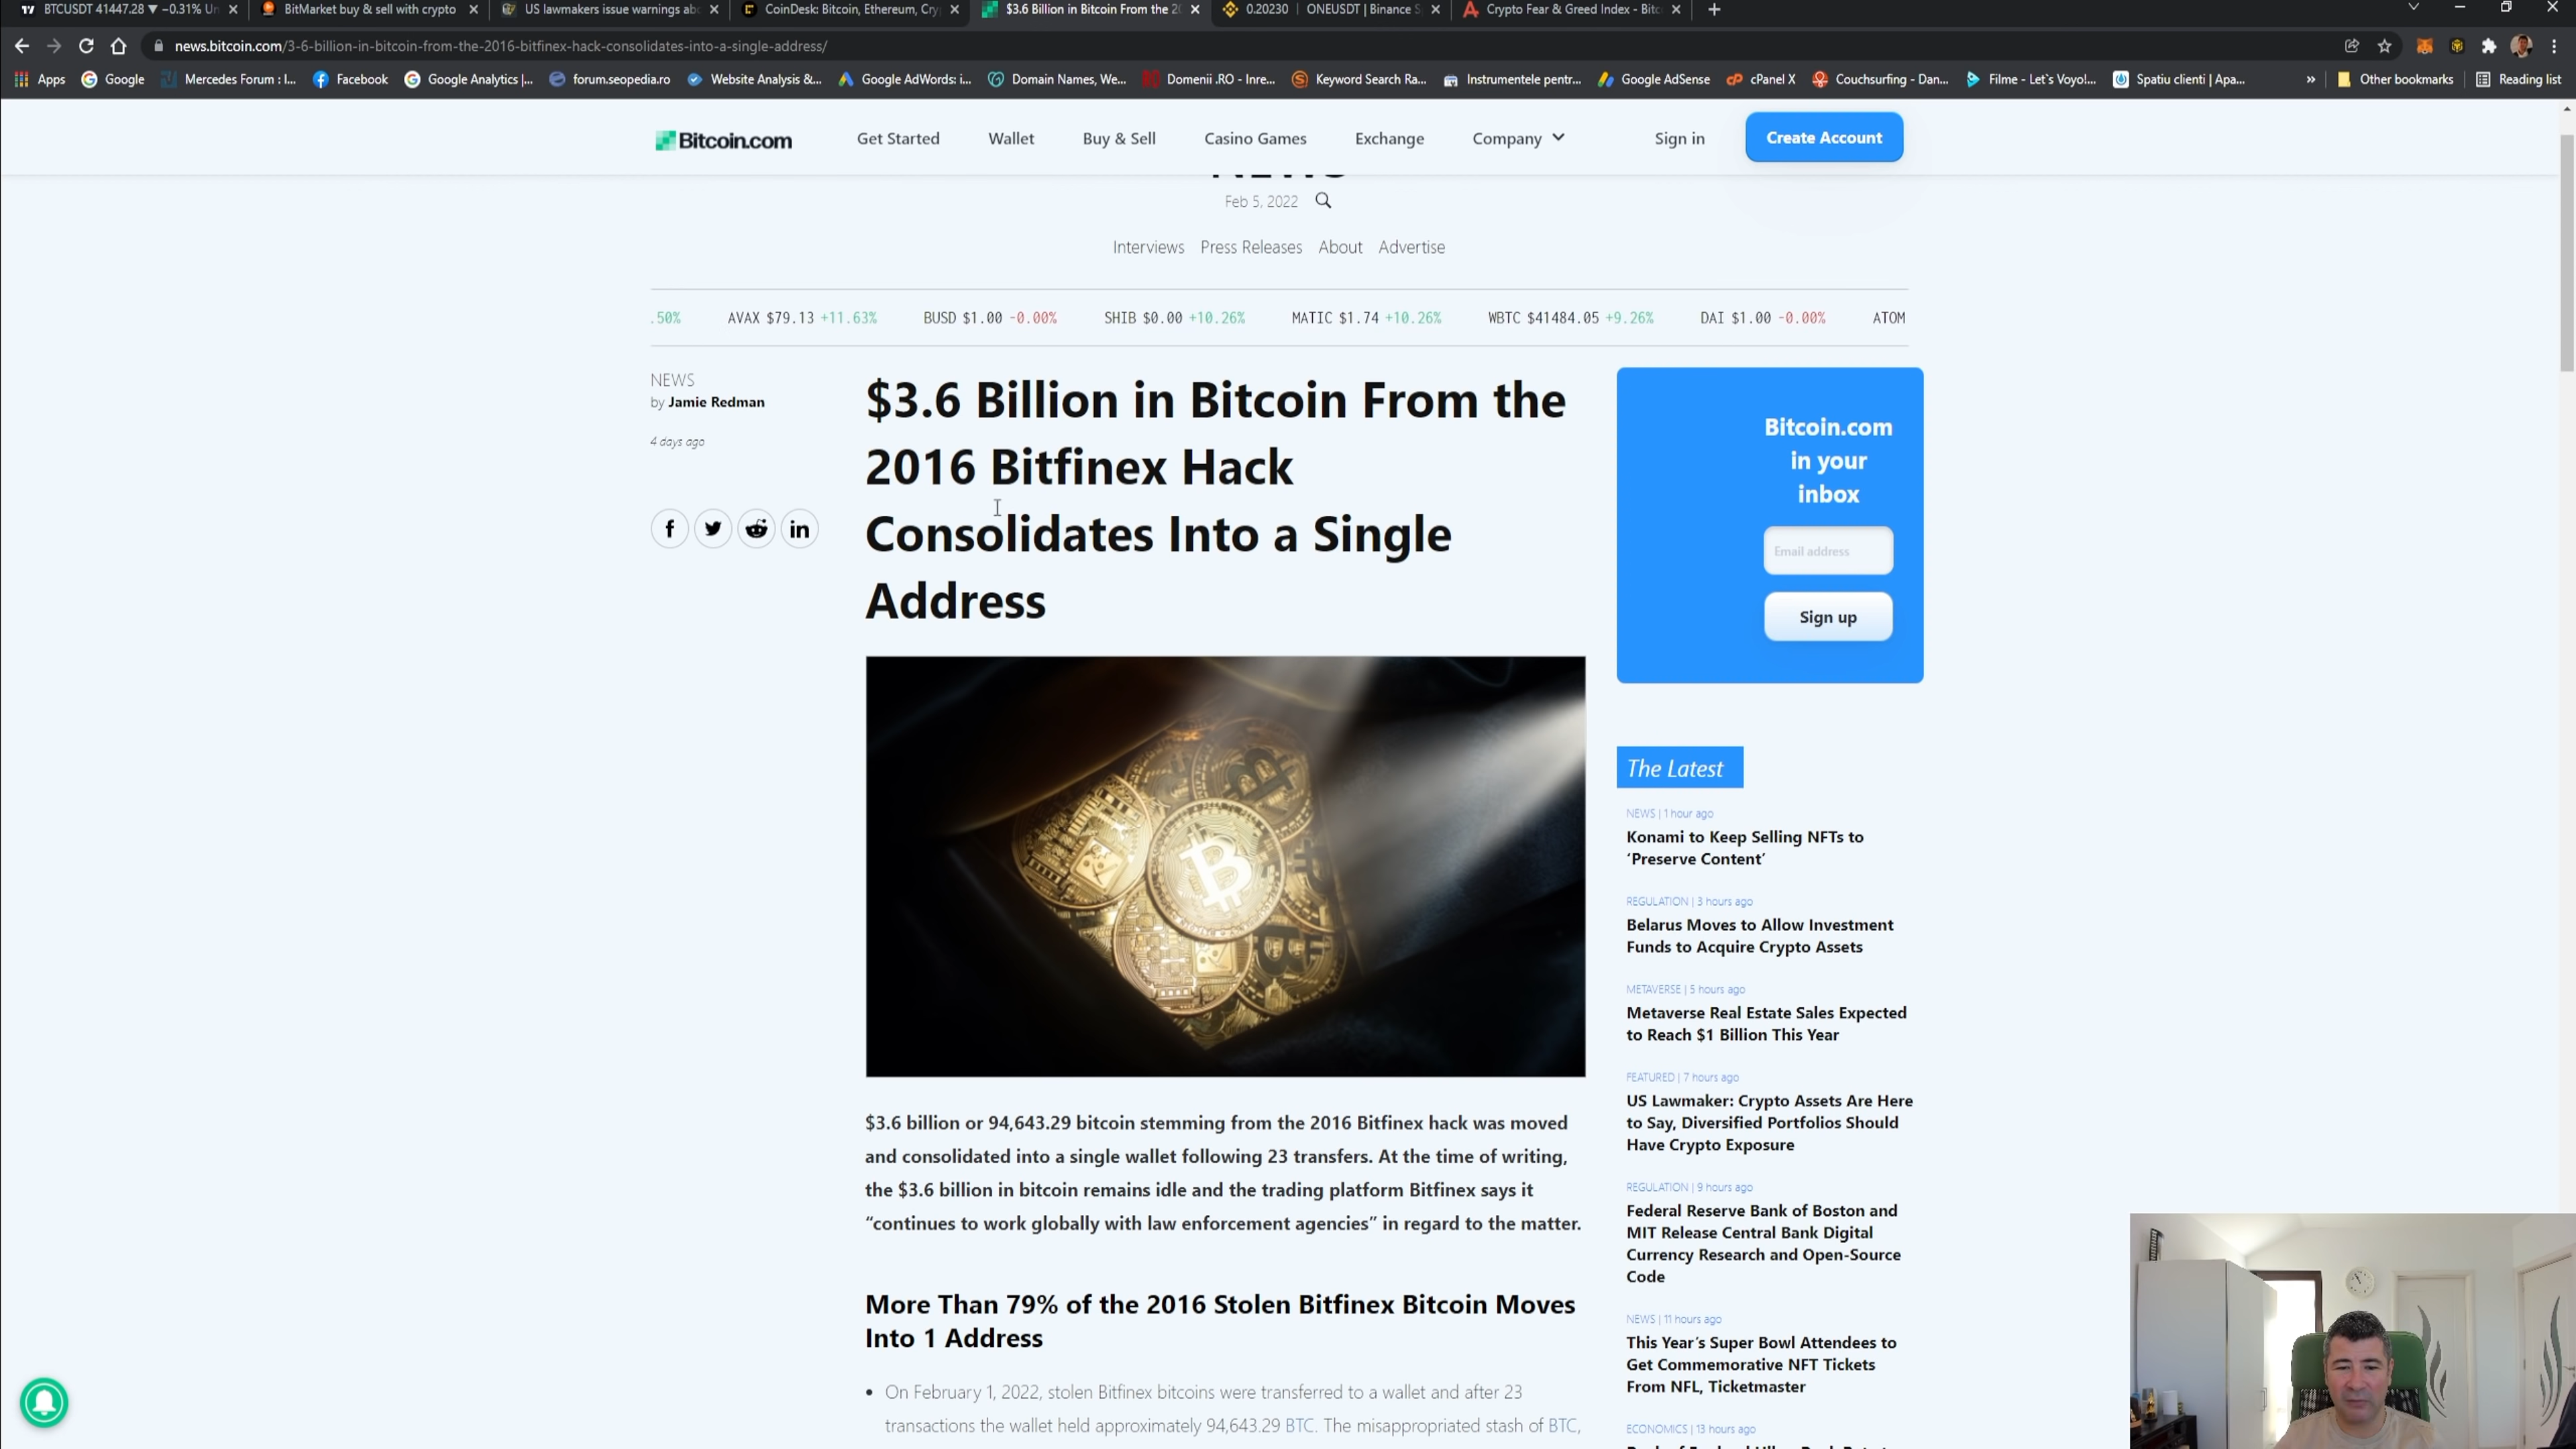 BTCUSDT 41447.28 ▼ −0.31% Un
BitMarket buy & sell with crypto
US lawmakers issue warnings abo
CoinDesk: Bitcoin, Ethereum, Cry
$3.6 Billion in Bitcoin From the 20
0.20230 | ONEUSDT | Binance S
Crypto Fear & Greed Index - Bitc
news.bitcoin.com/3-6-billion-in-bitcoin-from-the-2016-bitfinex-hack-consolidates-into-a-single-address/
Apps
Google
Mercedes Forum : I...
Facebook
Google Analytics |...
forum.seopedia.ro
Website Analysis &...
Google AdWords: i...
Domain Names, We...
Domenii .RO - Inre...
Keyword Search Ra...
Instrumentele pentr...
Google AdSense
cPanel X
Couchsurfing - Dan...
Filme - Let's Voyo!...
Spatiu clienti | Apa...
»
Other bookmarks
Reading list
Bitcoin.com
Get Started
Wallet
Buy & Sell
Casino Games
Exchange
Company
Sign in
Create Account
NEWS
Feb 5, 2022
Interviews Press Releases About Advertise
.50% AVAX $79.13 +11.63% BUSD $1.00 -0.00% SHIB $0.00 +10.26% MATIC $1.74 +10.26% WBTC $41484.05 +9.26% DAI $1.00 -0.00% ATOM
NEWS
by Jamie Redman
4 days ago
$3.6 Billion in Bitcoin From the
2016 Bitfinex Hack
Consolidates Into a Single
Address
$3.6 billion or 94,643.29 bitcoin stemming from the 2016 Bitfinex hack was moved
and consolidated into a single wallet following 23 transfers. At the time of writing,
the $3.6 billion in bitcoin remains idle and the trading platform Bitfinex says it
“continues to work globally with law enforcement agencies” in regard to the matter.
More Than 79% of the 2016 Stolen Bitfinex Bitcoin Moves
Into 1 Address
• On February 1, 2022, stolen Bitfinex bitcoins were transferred to a wallet and after 23
transactions the wallet held approximately 94,643.29 BTC. The misappropriated stash of BTC,
Bitcoin.com
in your
inbox
Email address
Sign up
The Latest
NEWS | 1 hour ago
Konami to Keep Selling NFTs to
‘Preserve Content’
REGULATION | 3 hours ago
Belarus Moves to Allow Investment
Funds to Acquire Crypto Assets
METAVERSE | 5 hours ago
Metaverse Real Estate Sales Expected
to Reach $1 Billion This Year
FEATURED | 7 hours ago
US Lawmaker: Crypto Assets Are Here
to Say, Diversified Portfolios Should
Have Crypto Exposure
REGULATION | 9 hours ago
Federal Reserve Bank of Boston and
MIT Release Central Bank Digital
Currency Research and Open-Source
Code
NEWS | 11 hours ago
This Year’s Super Bowl Attendees to
Get Commemorative NFT Tickets
From NFL, Ticketmaster
ECONOMICS | 13 hours ago